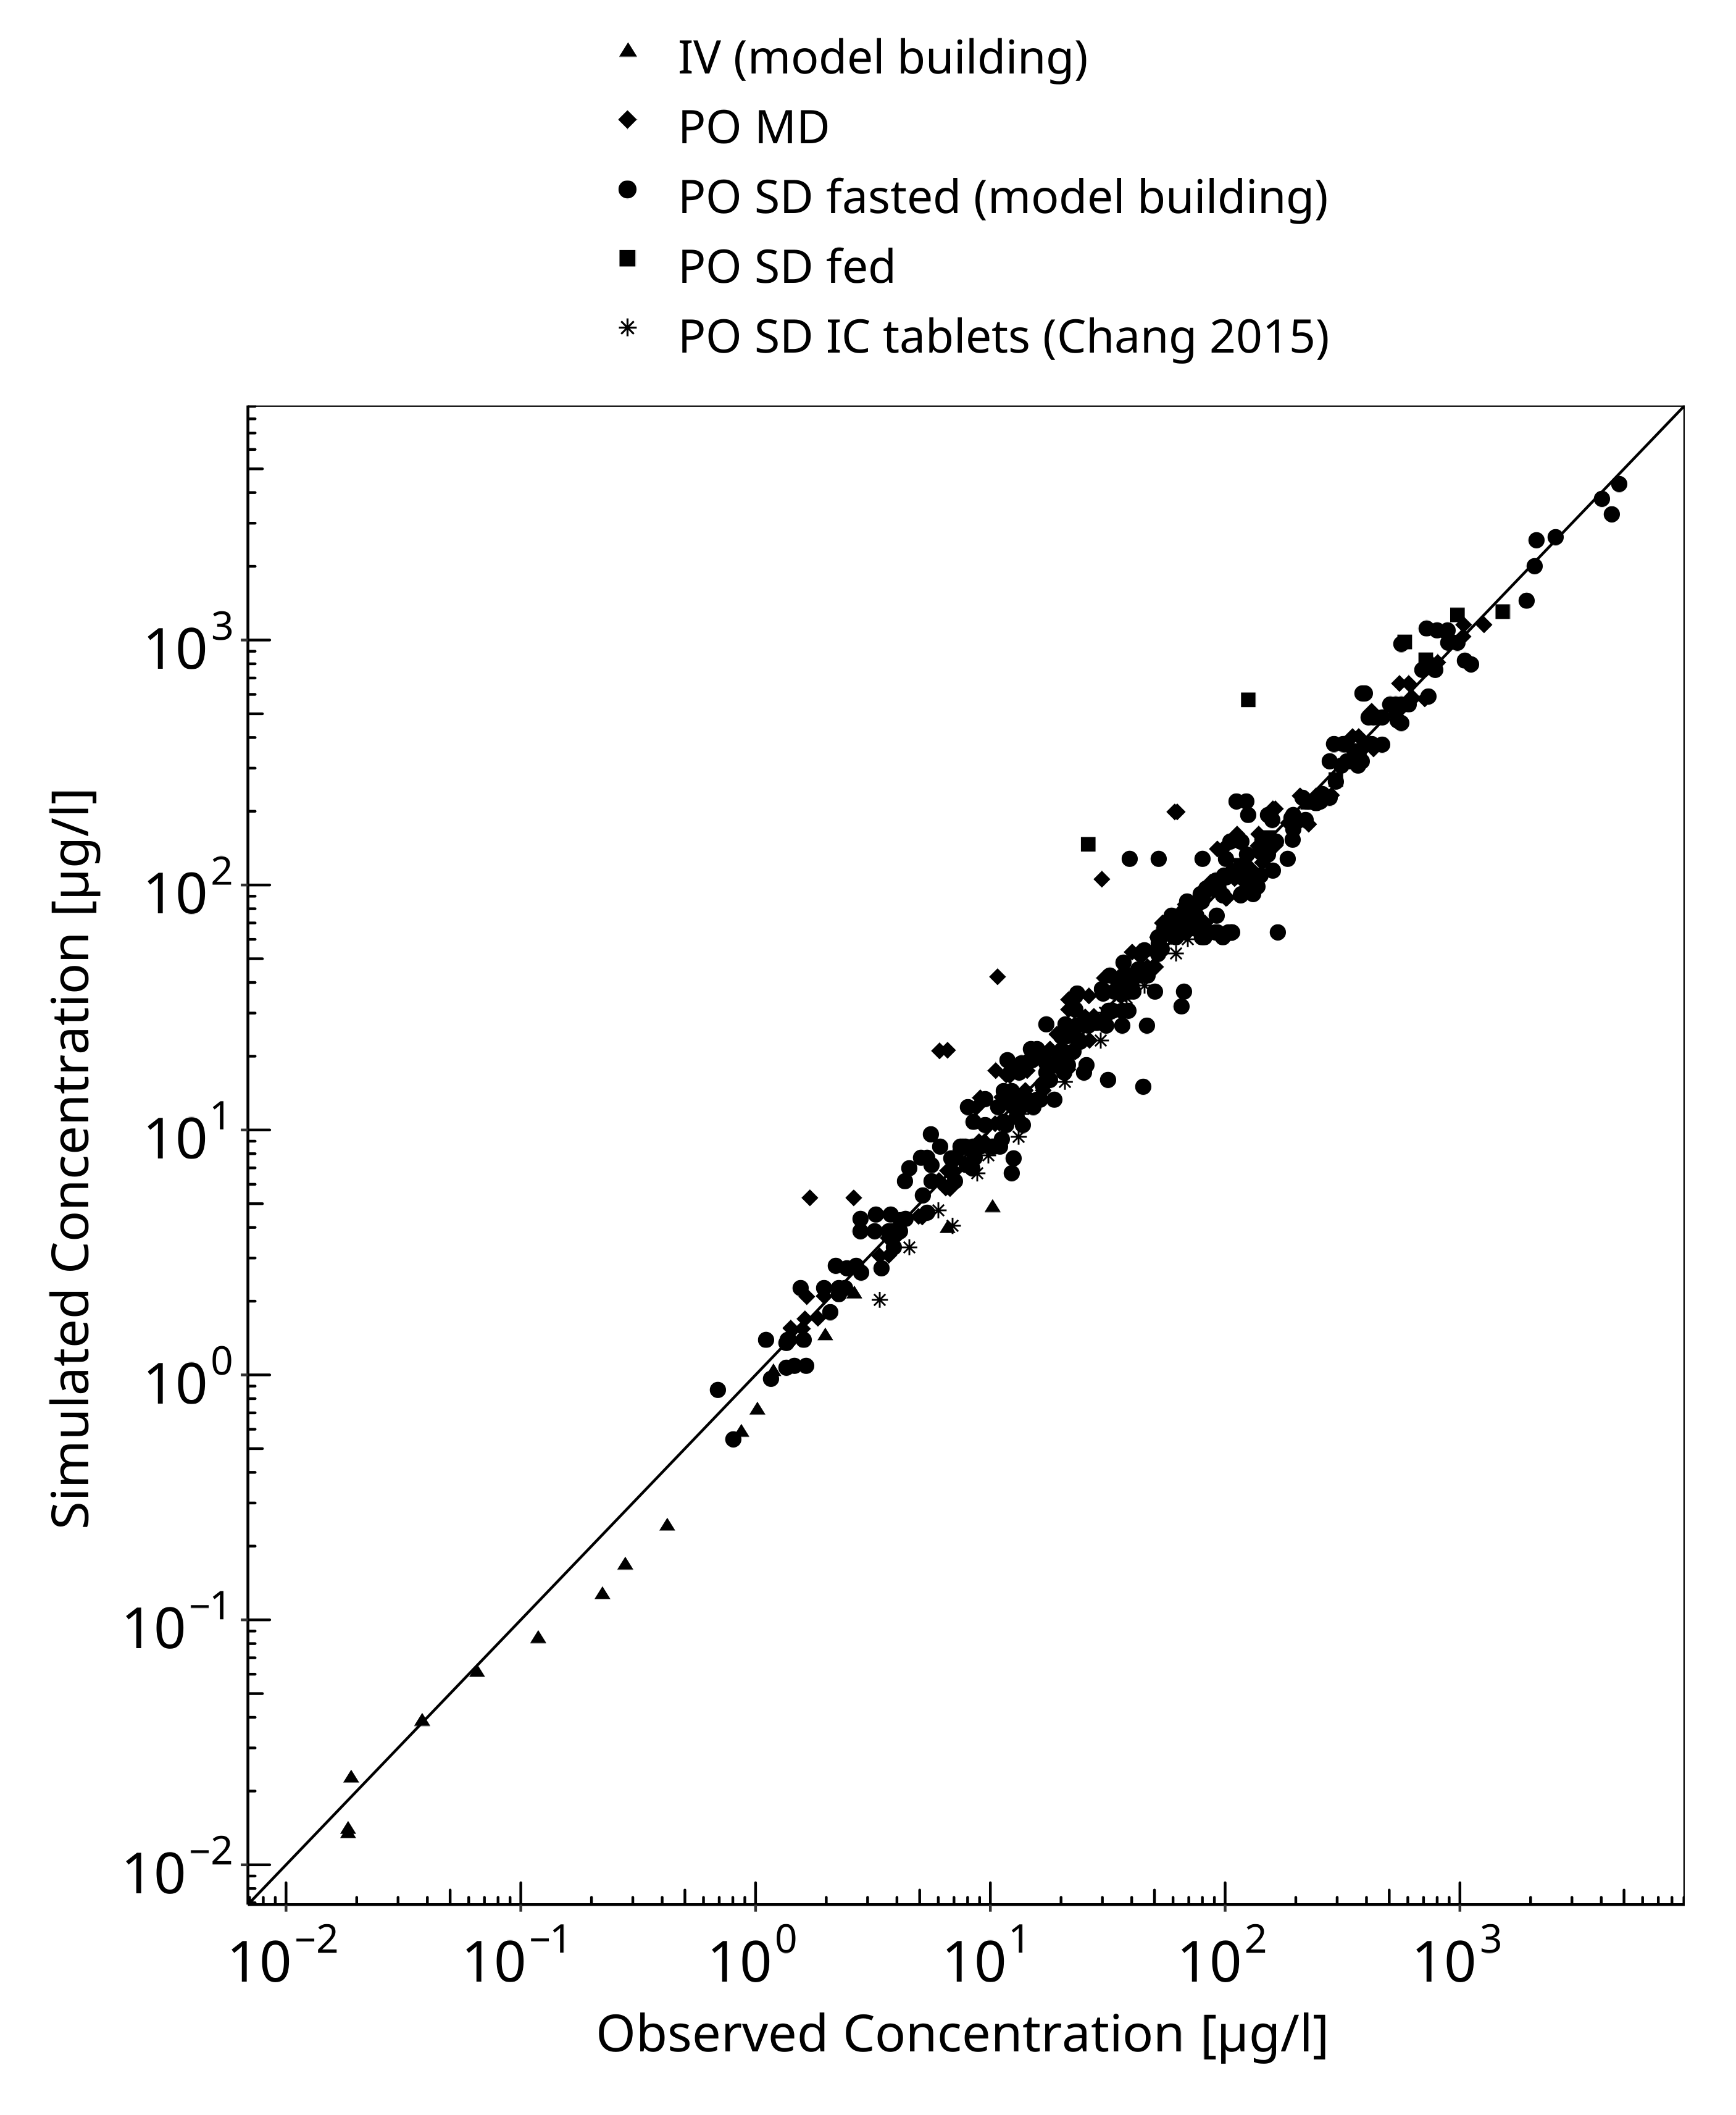 IV (model building)
PO MD
PO SD fasted (model building)
PO SD fed
PO SD IC tablets (Chang 2015)
Simulated Concentration [µg/l]
10³
10²
10¹
10⁰
10⁻¹
10⁻²
10⁻² 10⁻¹ 10⁰ 10¹ 10² 10³
Observed Concentration [µg/l]